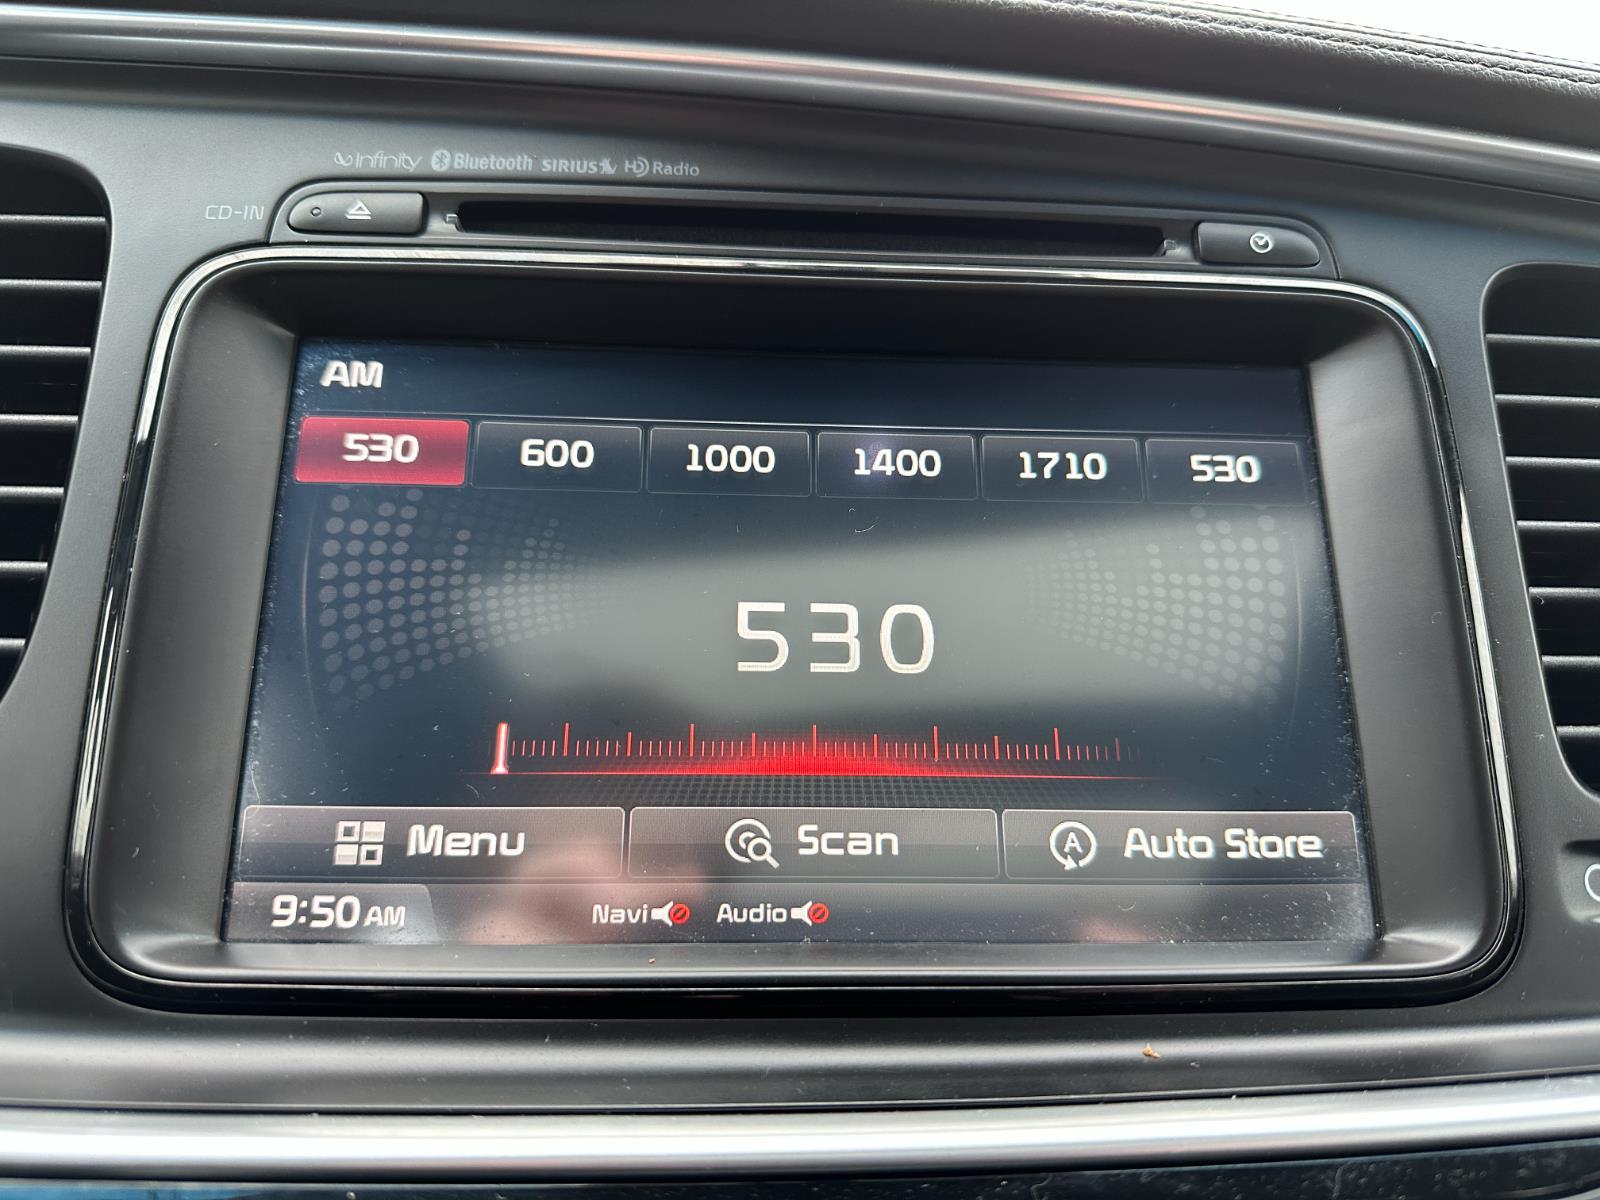 Infinity Bluetooth SIRIUS HD Radio
CD-IN
AM
530 600 1000 1400 1710 530
530
Menu Scan Auto Store
9:50 AM Navi Audio